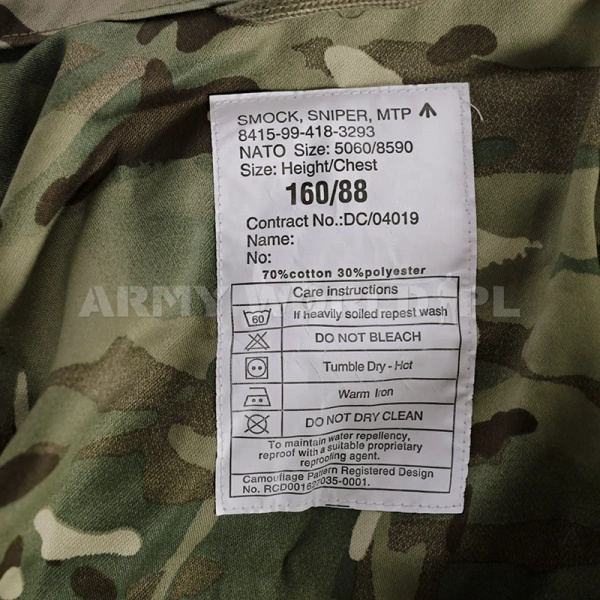 SMOCK, SNIPER, MTP
8415-99-418-3293
NATO Size: 5060/8590
Size: Height/Chest
160/88
Contract No.:DC/04019
Name:
No:
70%cotton 30%polyester
Care instructions
60 If heavily soiled repest wash
DO NOT BLEACH
Tumble Dry - Hot
Warm Iron
DO NOT DRY CLEAN
To maintain water repellency,
reproof with a suitable proprietary
reproofing agent.
Camouflage Pattern Registered Design
No. RCD001627035-0001.
ARMYWORLD.PL